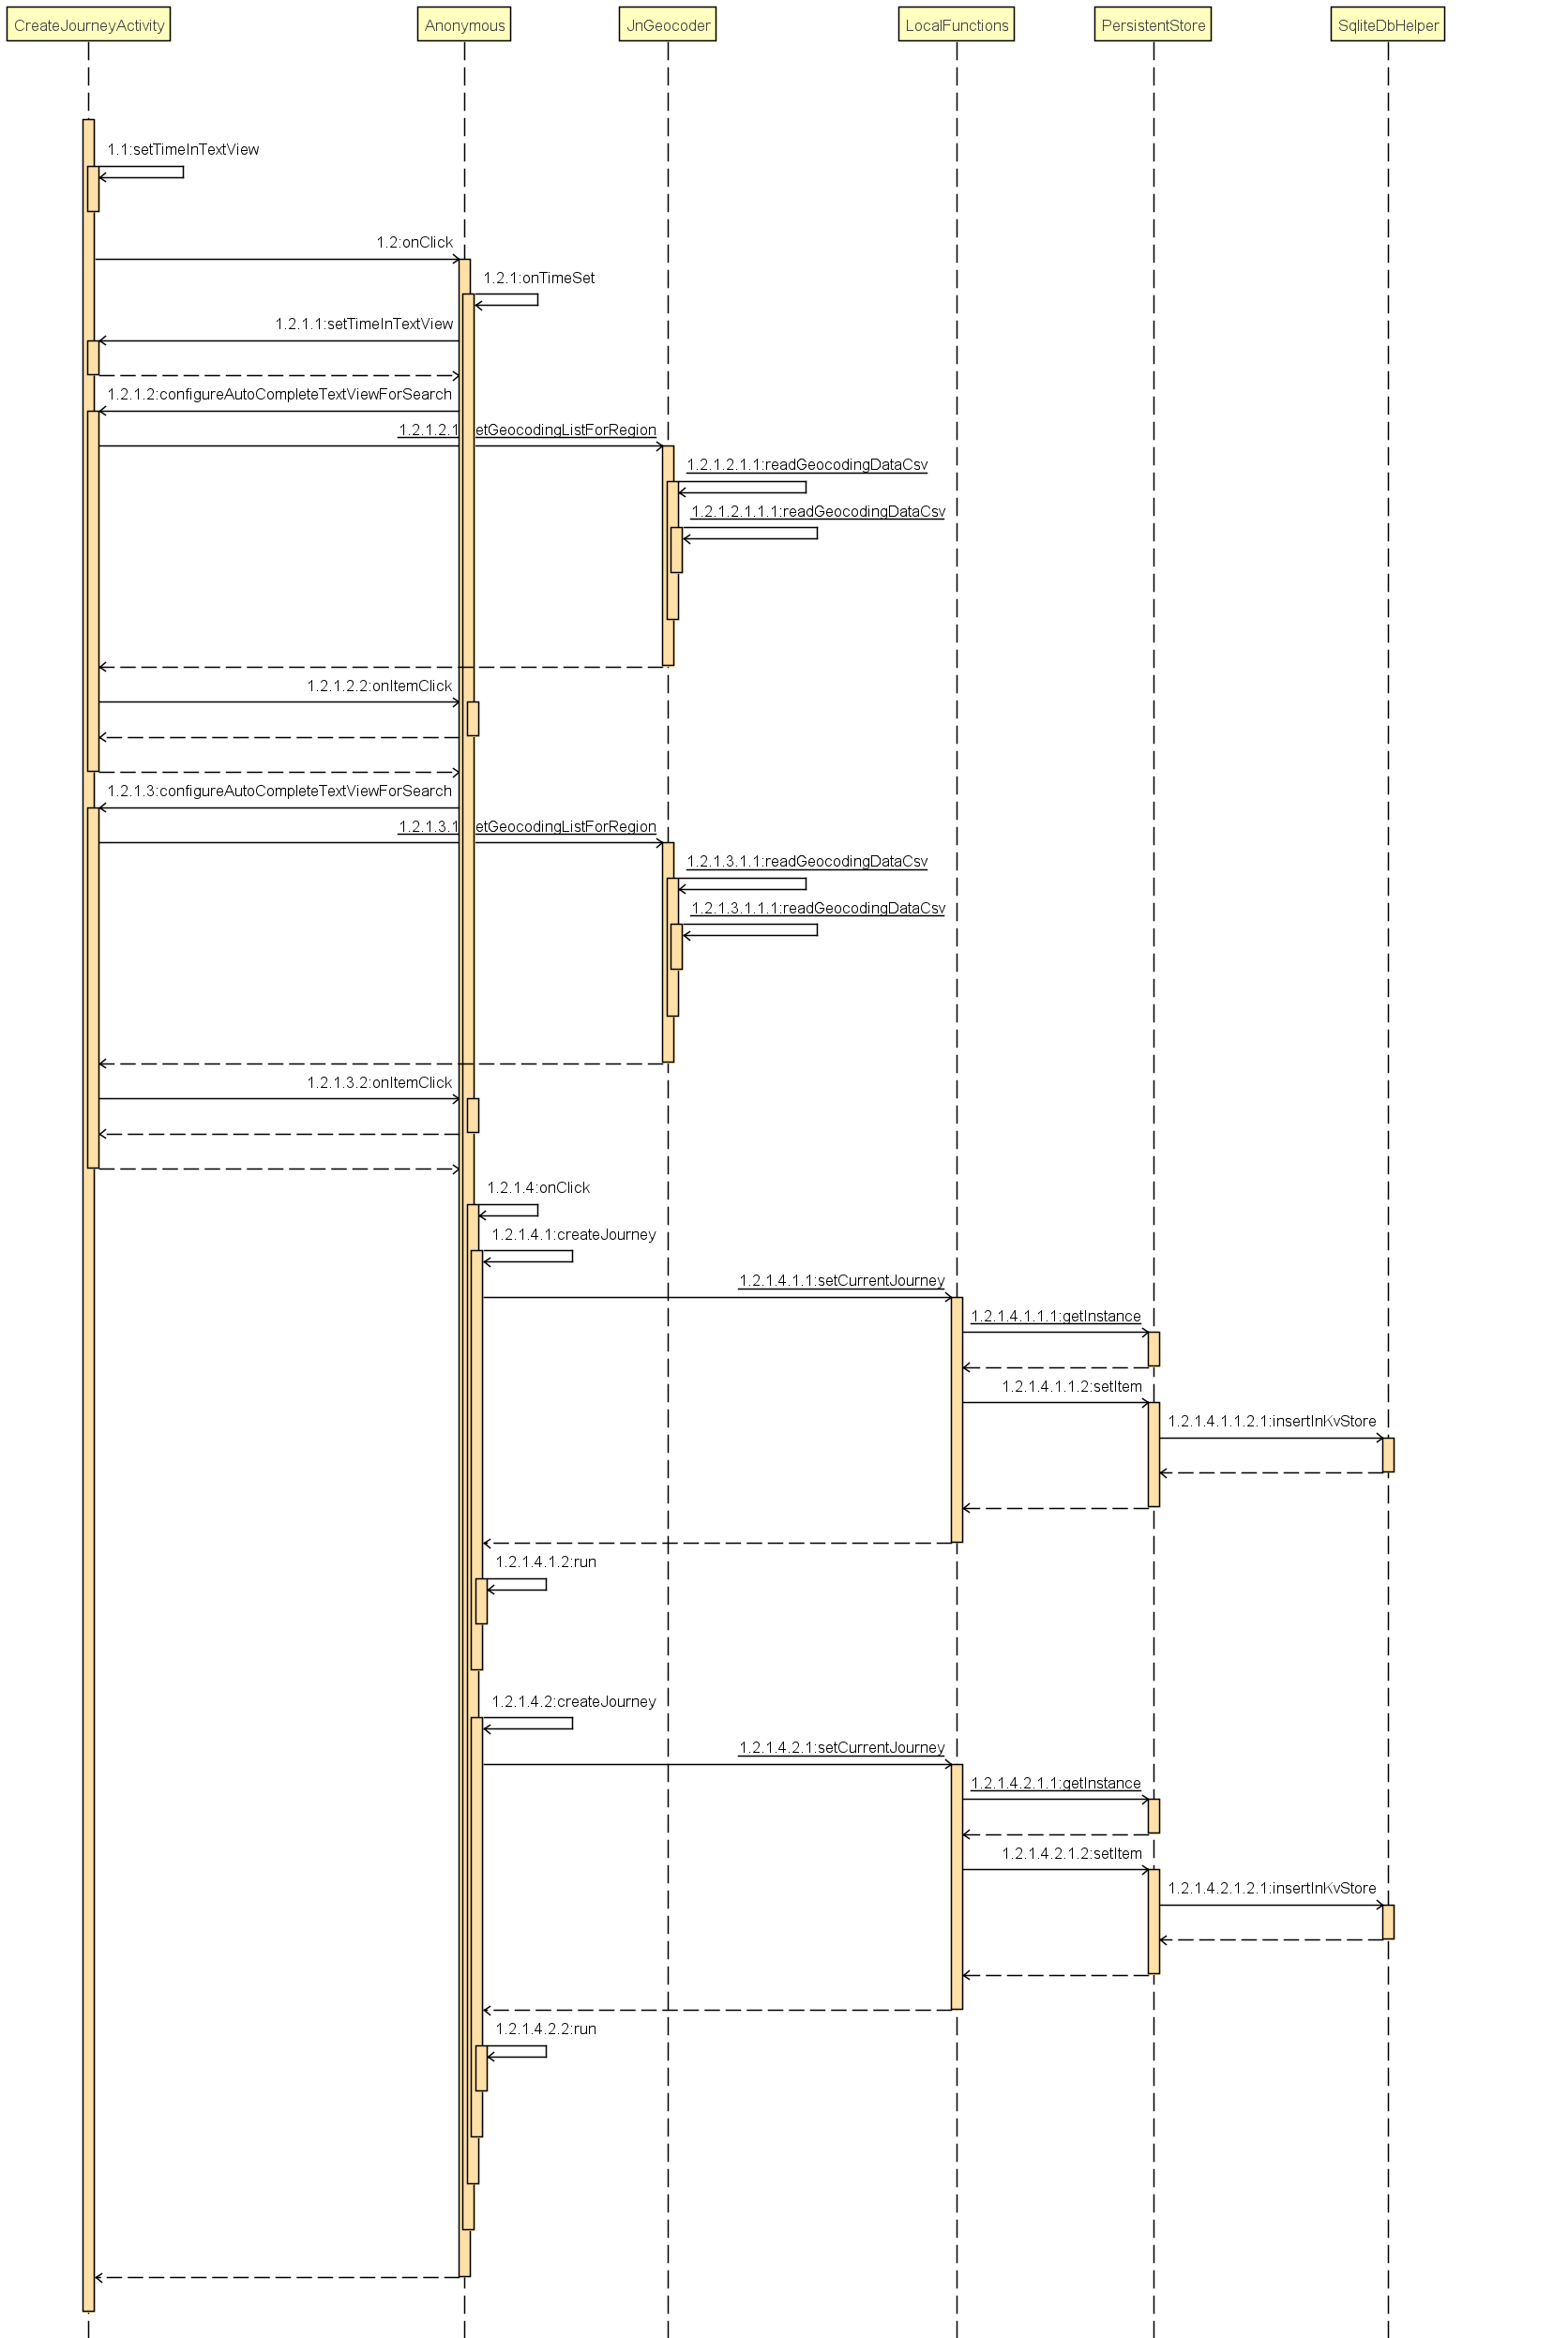 CreateJourneyActivity
Anonymous
JnGeocoder
LocalFunctions
PersistentStore
SqliteDbHelper
1.1:setTimeInTextView
1.2:onClick
1.2.1:onTimeSet
1.2.1.1:setTimeInTextView
1.2.1.2:configureAutoCompleteTextViewForSearch
1.2.1.2.1 etGeocodingListForRegion
1.2.1.2.1.1:readGeocodingDataCsv
1.2.1.2.1.1.1:readGeocodingDataCsv
1.2.1.2.2:onItemClick
1.2.1.3:configureAutoCompleteTextViewForSearch
1.2.1.3.1 etGeocodingListForRegion
1.2.1.3.1.1:readGeocodingDataCsv
1.2.1.3.1.1.1:readGeocodingDataCsv
1.2.1.3.2:onItemClick
1.2.1.4:onClick
1.2.1.4.1:createJourney
1.2.1.4.1.1:setCurrentJourney
1.2.1.4.1.1.1:getInstance
1.2.1.4.1.1.2:setItem
1.2.1.4.1.1.2.1:insertInKvStore
1.2.1.4.1.2:run
1.2.1.4.2:createJourney
1.2.1.4.2.1:setCurrentJourney
1.2.1.4.2.1.1:getInstance
1.2.1.4.2.1.2:setItem
1.2.1.4.2.1.2.1:insertInKvStore
1.2.1.4.2.2:run